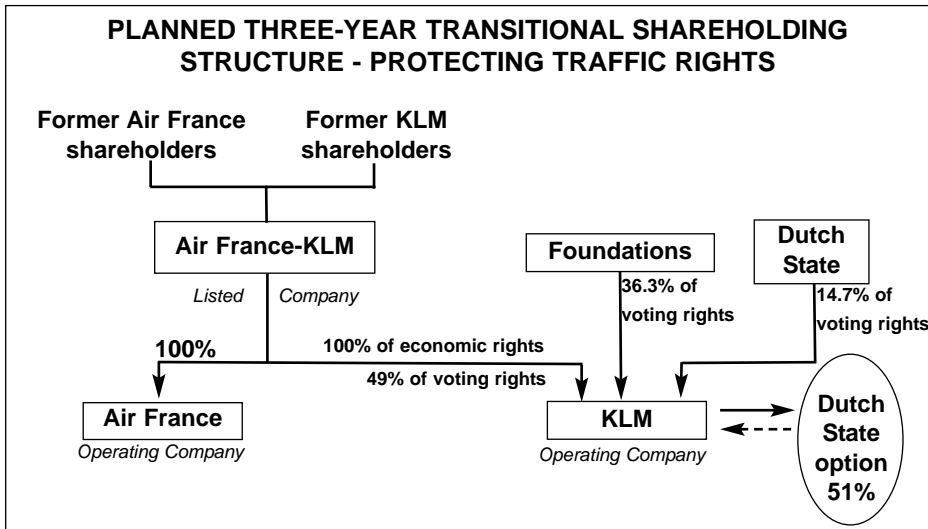 PLANNED THREE-YEAR TRANSITIONAL SHAREHOLDING
STRUCTURE - PROTECTING TRAFFIC RIGHTS
Former Air France
shareholders
Former KLM
shareholders
Air France-KLM
Listed Company
Foundations
Dutch
State
36.3% of
voting rights
14.7% of
voting rights
100%
100% of economic rights
49% of voting rights
Air France
Operating Company
KLM
Operating Company
Dutch
State
option
51%